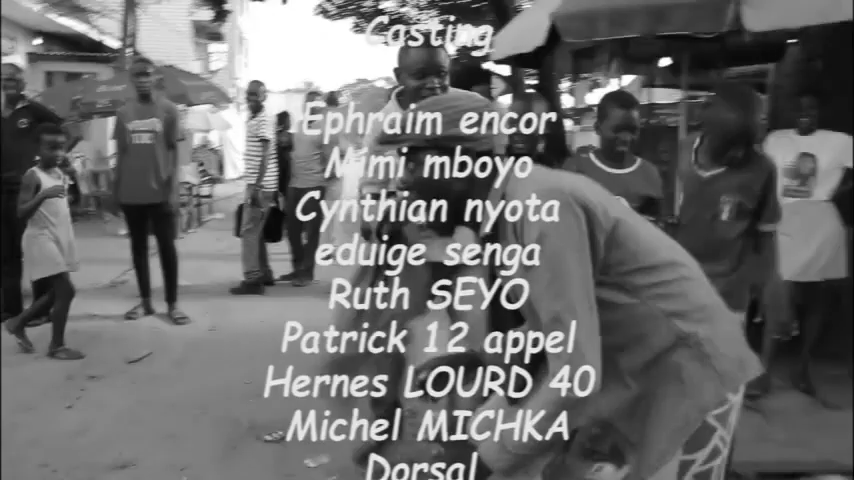 Casting
Ephraim encor
Mimi mboyo
Cynthian nyota
eduige senga
Ruth SEYO
Patrick 12 appel
Hernes LOURD 40
Michel MICHKA
Dorsal